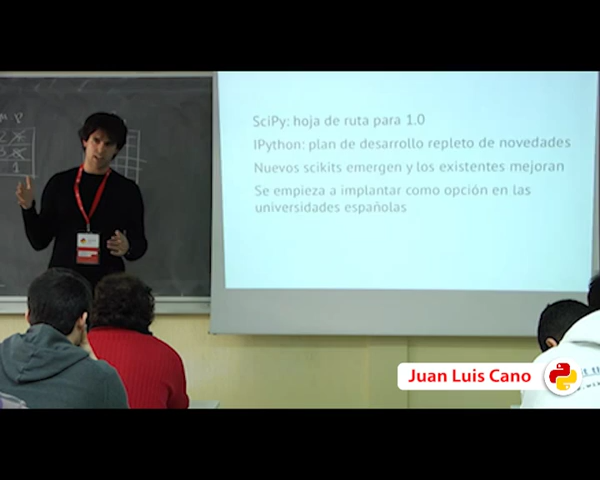 SciPy: hoja de ruta para 1.0
IPython: plan de desarrollo repleto de novedades
Nuevos scikits emergen y los existentes mejoran
Se empieza a implantar como opción en las
universidades españolas
Juan Luis Cano